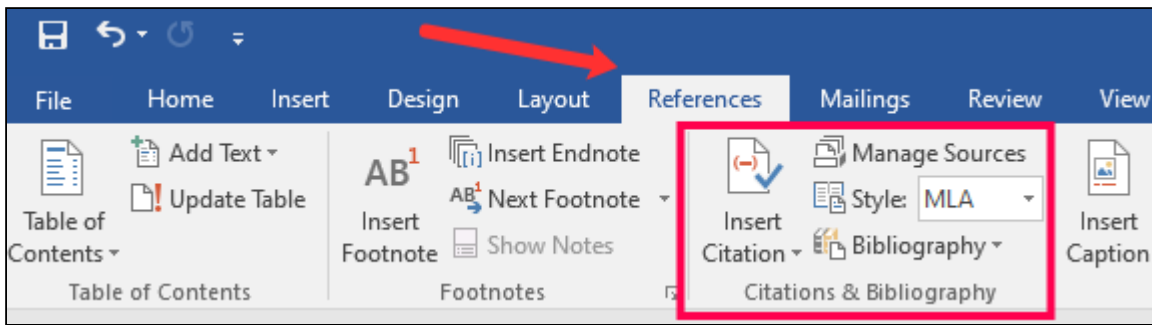 File Home Insert Design Layout References Mailings Review View
Table of Contents
Add Text
Update Table
Table of Contents
AB1
Insert Footnote
[i] Insert Endnote
AB1 Next Footnote
Show Notes
Footnotes
(-)
Insert Citation
Manage Sources
Style: MLA
Bibliography
Citations & Bibliography
Insert Caption